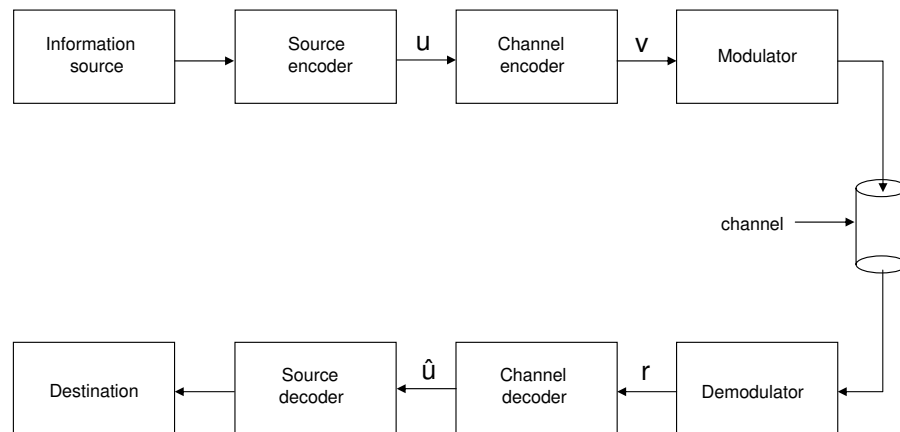 Information
source
Source
encoder
u
Channel
encoder
v
Modulator
channel
Destination
Source
decoder
û
Channel
decoder
r
Demodulator